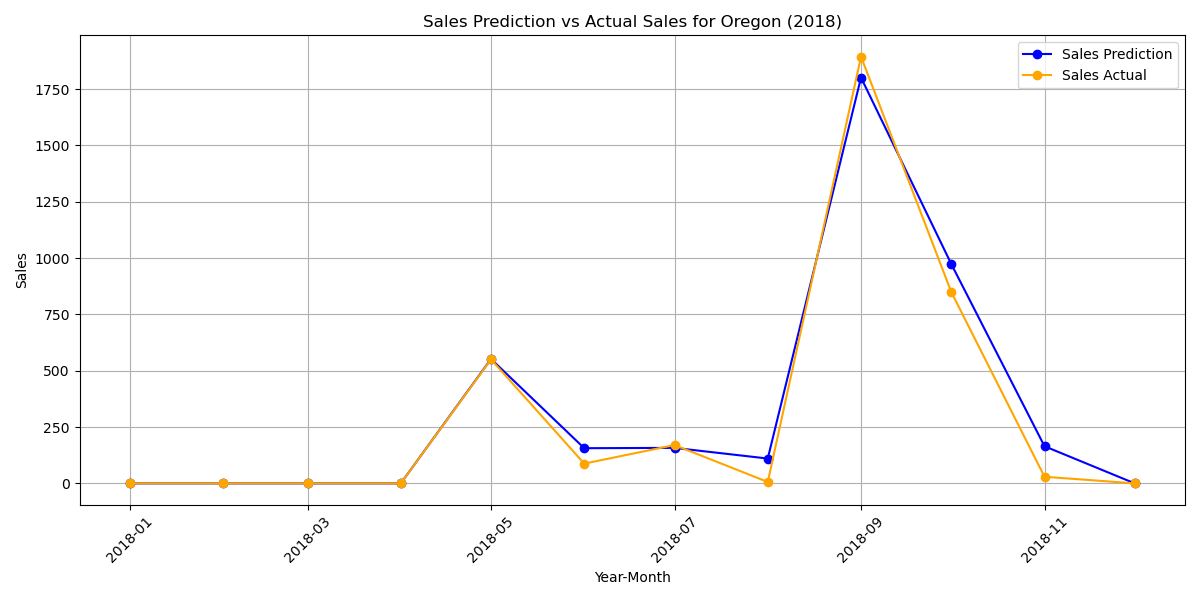 Sales Prediction vs Actual Sales for Oregon (2018)
Sales Prediction
Sales Actual
Sales
1750
1500
1250
1000
750
500
250
0
2018-01
2018-03
2018-05
2018-07
2018-09
2018-11
Year-Month